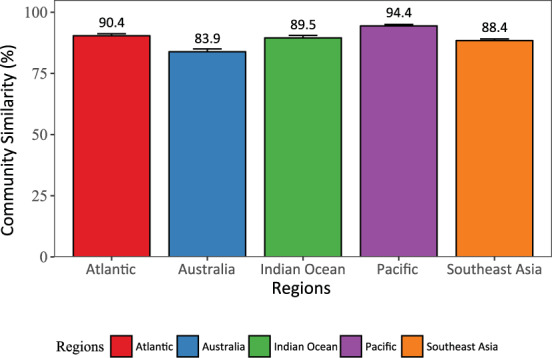 Community Similarity (%)
100
75
50
25
0
90.4
83.9
89.5
94.4
88.4
Atlantic
Australia
Indian Ocean
Pacific
Southeast Asia
Regions
Regions Atlantic Australia Indian Ocean Pacific Southeast Asia